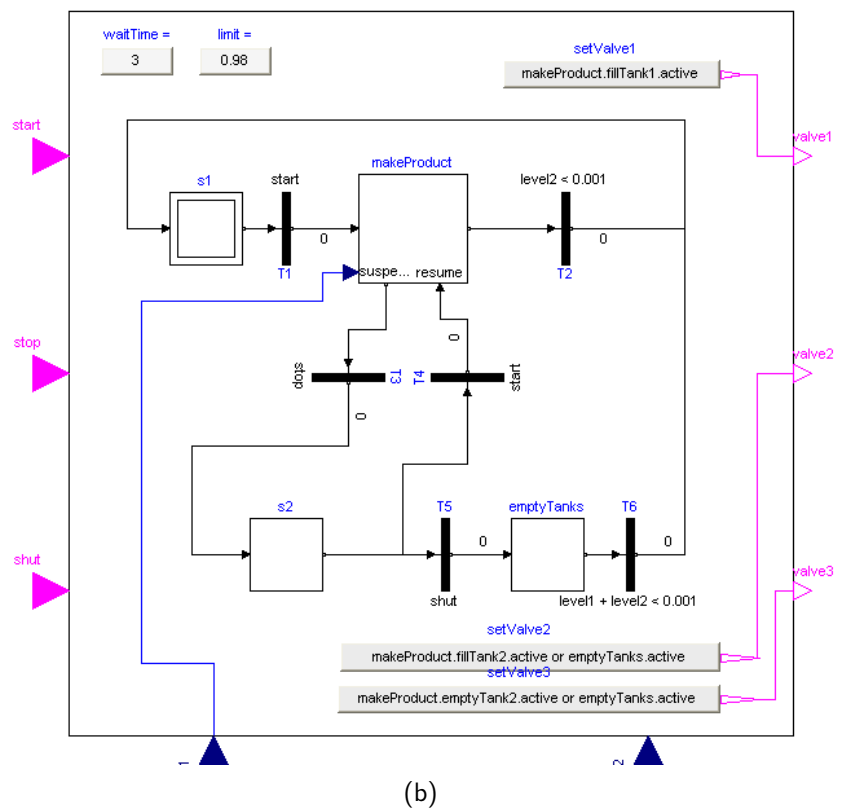 waitTime =
limit =
3
0.98
setValve1
makeProduct.fillTank1.active
start
valve1
makeProduct
level2 < 0.001
s1
start
0
0
T1
T2
suspe...
resume
0
stop
valve2
stop
T3
T4
start
0
s2
T5
emptyTanks
T6
0
0
shut
valve3
shut
level1 + level2 < 0.001
setValve2
makeProduct.fillTank2.active or emptyTanks.active
setValve3
makeProduct.emptyTank2.active or emptyTanks.active
1
2
(b)